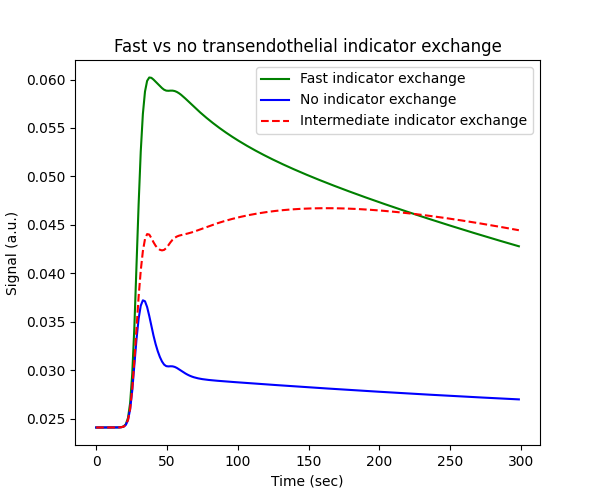 Fast vs no transendothelial indicator exchange
Fast indicator exchange
No indicator exchange
Intermediate indicator exchange
0.060
0.055
0.050
0.045
0.040
0.035
0.030
0.025
Signal (a.u.)
0 50 100 150 200 250 300
Time (sec)